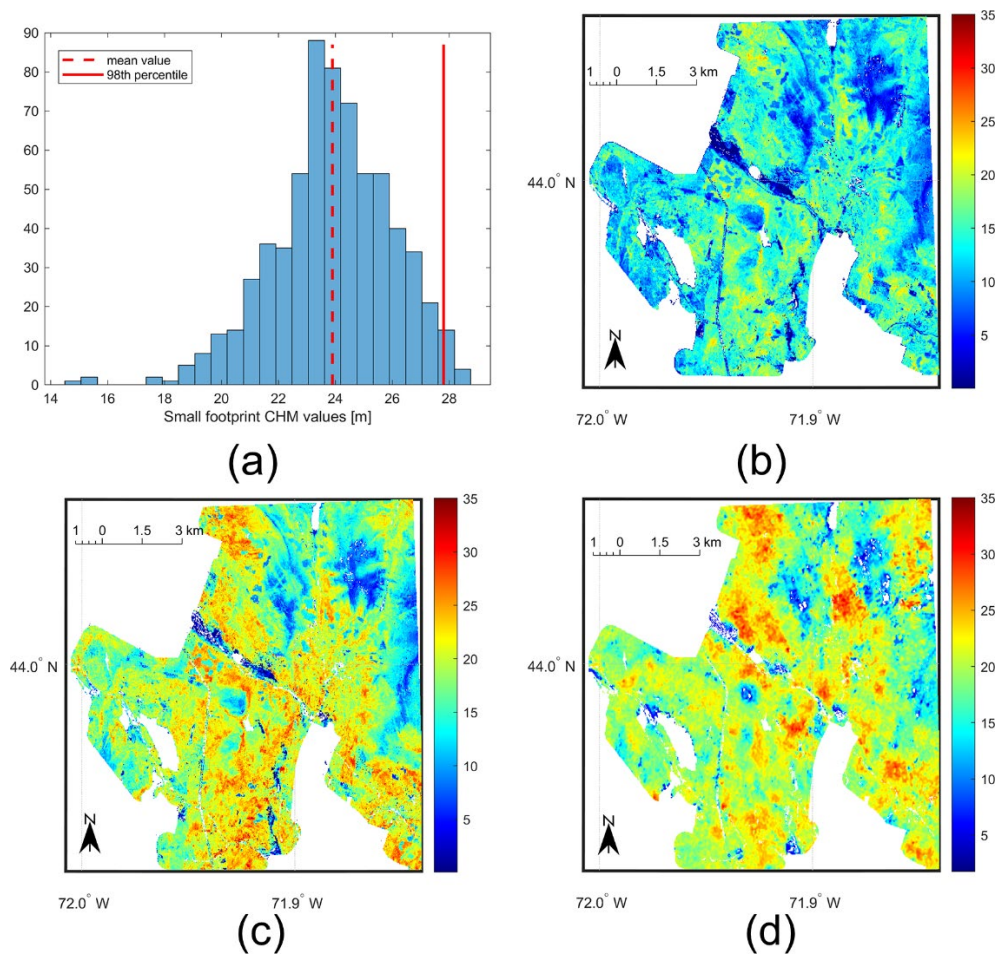 90
80
70
60
50
40
30
20
10
0
mean value
98th percentile
14 16 18 20 22 24 26 28
Small footprint CHM values [m]
(a)
1 0 1.5 3 km
44.0° N
N
72.0° W 71.9° W
35
30
25
20
15
10
5
(b)
1 0 1.5 3 km
44.0° N
N
72.0° W 71.9° W
35
30
25
20
15
10
5
(c)
1 0 1.5 3 km
44.0° N
N
72.0° W 71.9° W
35
30
25
20
15
10
5
(d)